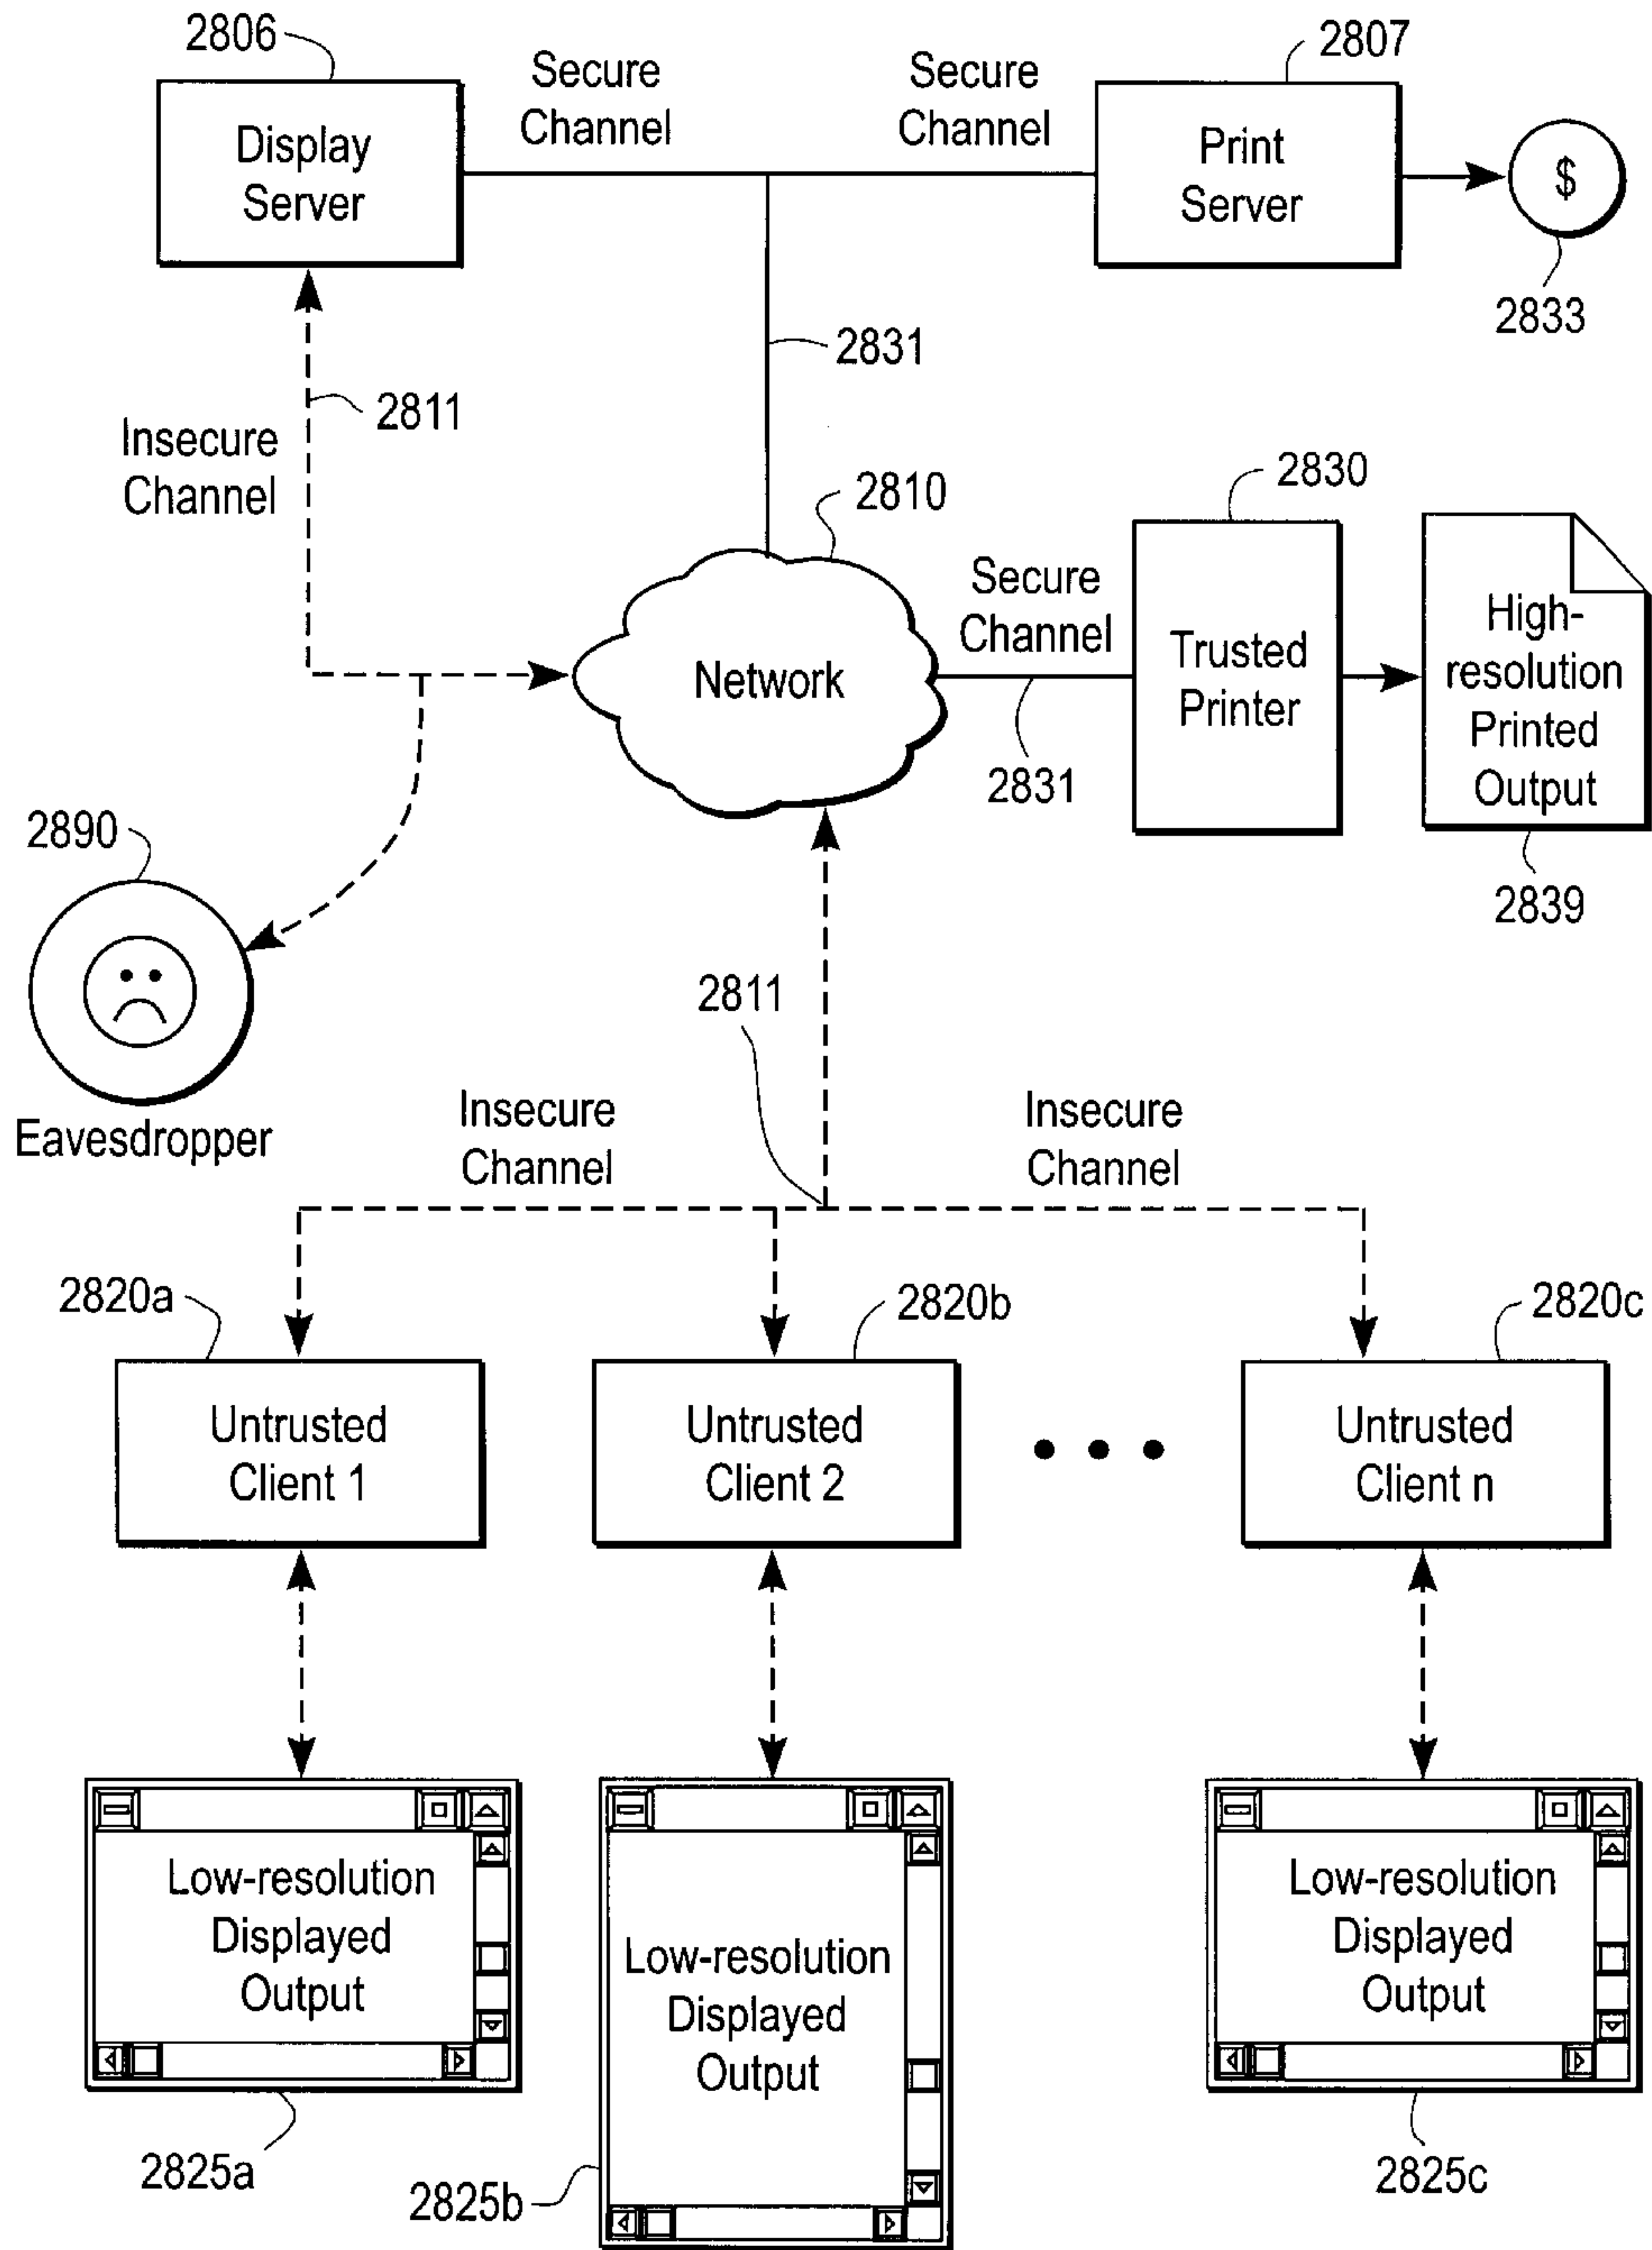 2806
Secure
Channel
Secure
Channel
2807
Display
Server
Print
Server
$
2833
2831
2811
Insecure
Channel
2830
2810
Secure
Channel
Network
Trusted
Printer
High-
resolution
Printed
Output
2831
2839
2890
Eavesdropper
2811
Insecure
Channel
Insecure
Channel
2820a
2820b
2820c
Untrusted
Client 1
Untrusted
Client 2
Untrusted
Client n
Low-resolution
Displayed
Output
Low-resolution
Displayed
Output
Low-resolution
Displayed
Output
2825a
2825b
2825c